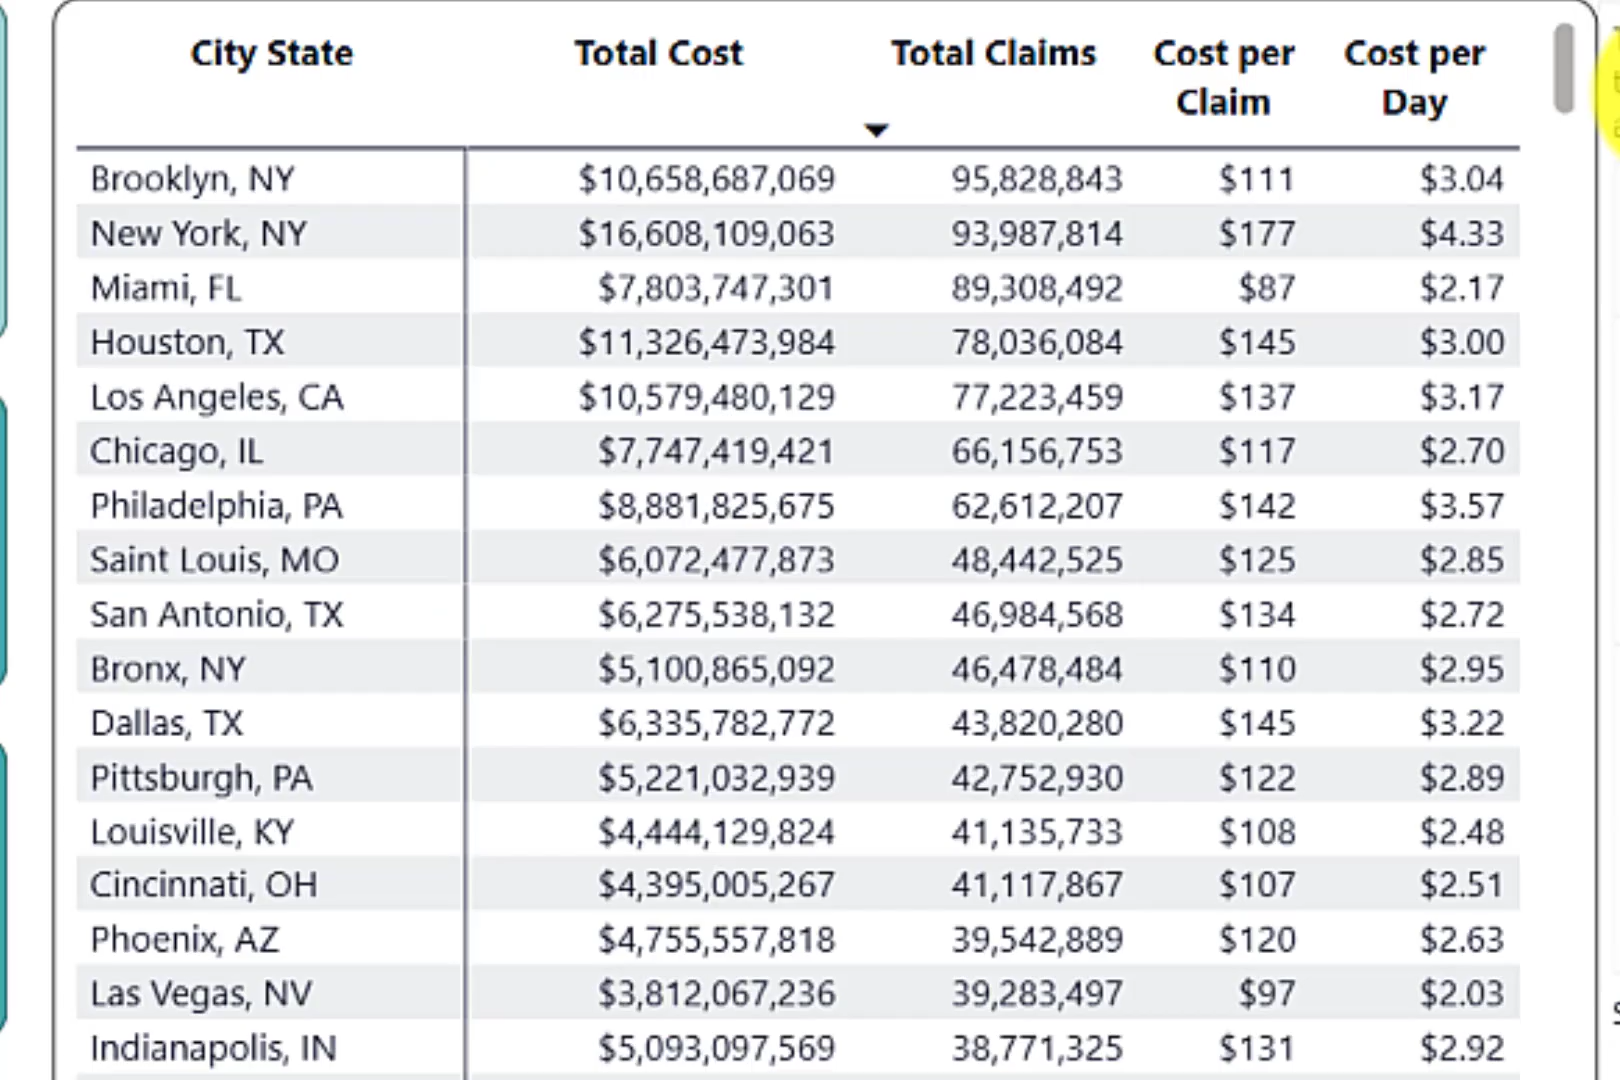 City State Total Cost Total Claims Cost per Claim Cost per Day
Brooklyn, NY $10,658,687,069 95,828,843 $111 $3.04
New York, NY $16,608,109,063 93,987,814 $177 $4.33
Miami, FL $7,803,747,301 89,308,492 $87 $2.17
Houston, TX $11,326,473,984 78,036,084 $145 $3.00
Los Angeles, CA $10,579,480,129 77,223,459 $137 $3.17
Chicago, IL $7,747,419,421 66,156,753 $117 $2.70
Philadelphia, PA $8,881,825,675 62,612,207 $142 $3.57
Saint Louis, MO $6,072,477,873 48,442,525 $125 $2.85
San Antonio, TX $6,275,538,132 46,984,568 $134 $2.72
Bronx, NY $5,100,865,092 46,478,484 $110 $2.95
Dallas, TX $6,335,782,772 43,820,280 $145 $3.22
Pittsburgh, PA $5,221,032,939 42,752,930 $122 $2.89
Louisville, KY $4,444,129,824 41,135,733 $108 $2.48
Cincinnati, OH $4,395,005,267 41,117,867 $107 $2.51
Phoenix, AZ $4,755,557,818 39,542,889 $120 $2.63
Las Vegas, NV $3,812,067,236 39,283,497 $97 $2.03
Indianapolis, IN $5,093,097,569 38,771,325 $131 $2.92